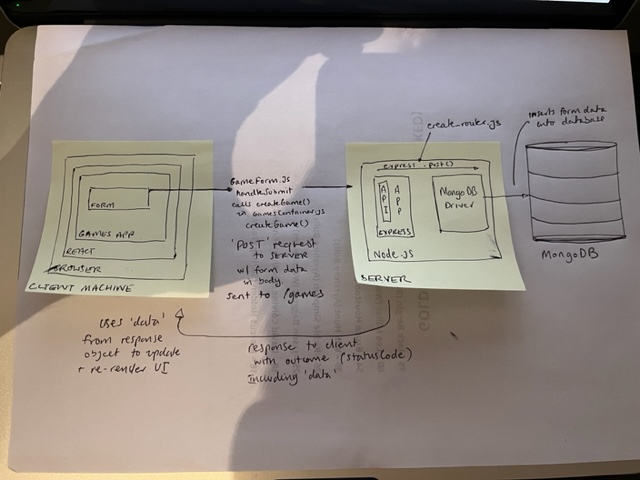 FORM
GAMES APP
REACT
BROWSER
CLIENT MACHINE
GameForm.js
handleSubmit
calls createGame()
in GamesContainer.js
createGame()
'POST' request
to SERVER
w/ form data
in body.
sent to /games
create_router.js
express .post()
API
APP
EXPRESS
MongoDB
Driver
Node.JS
SERVER
inserts form data
into database
MongoDB
uses 'data'
from response
object to update
+ re-render UI
response to client
with outcome (statusCode)
including 'data'